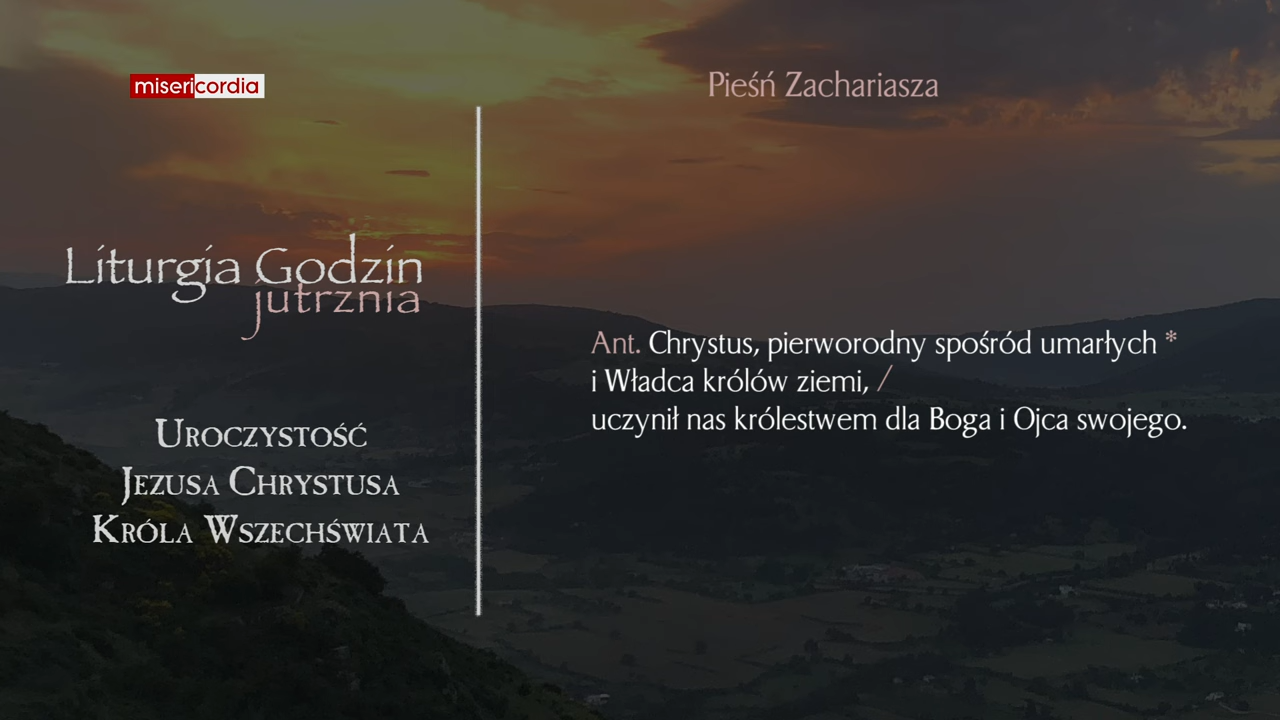 misericordia
Liturgia Godzin
jutrznia
Uroczystość
Jezusa Chrystusa
Króla Wszechświata
Pieśń Zachariasza
Ant. Chrystus, pierworodny spośród umarłych *
i Władca królów ziemi, /
uczynił nas królestwem dla Boga i Ojca swojego.